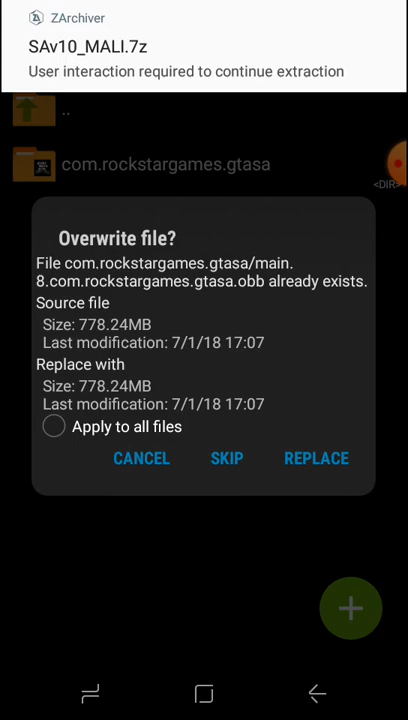 ZArchiver
SAv10_MALI.7z
User interaction required to continue extraction
..
com.rockstargames.gtasa
<DIR>
Overwrite file?
File com.rockstargames.gtasa/main.
8.com.rockstargames.gtasa.obb already exists.
Source file
Size: 778.24MB
Last modification: 7/1/18 17:07
Replace with
Size: 778.24MB
Last modification: 7/1/18 17:07
Apply to all files
CANCEL SKIP REPLACE